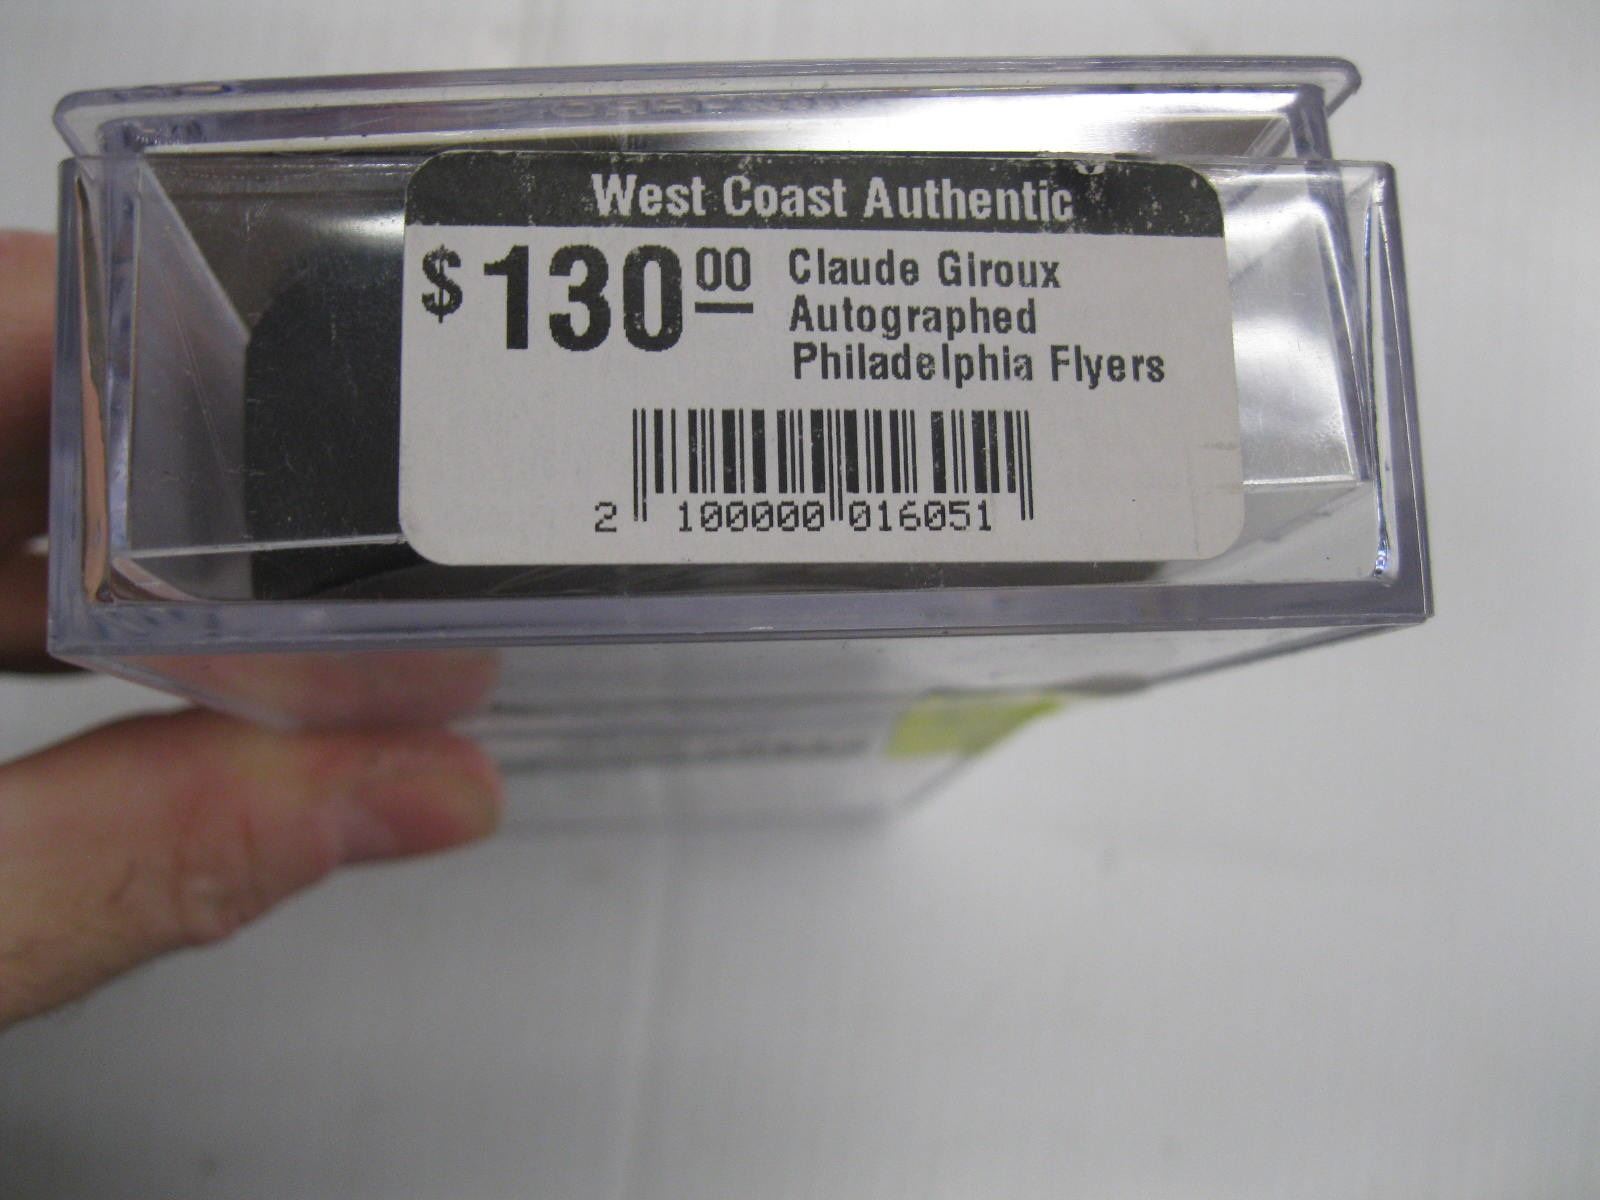 West Coast Authentic
$130.00
Claude Giroux
Autographed
Philadelphia Flyers
2 100000 016051